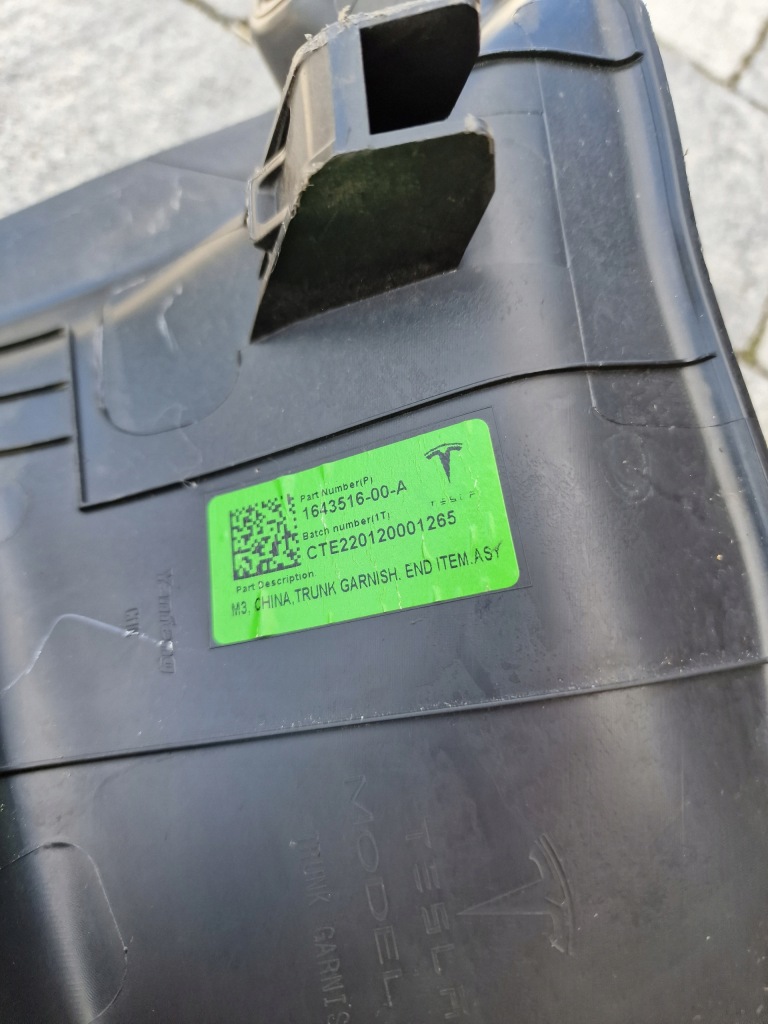 Part Number(P)
1643516-00-A
TESLA
Batch number(1T)
CTE220120001265
Part Description
M3, CHINA,TRUNK GARNISH, END ITEM.ASY
TESLA
MODEL
TRUNK GARNIS